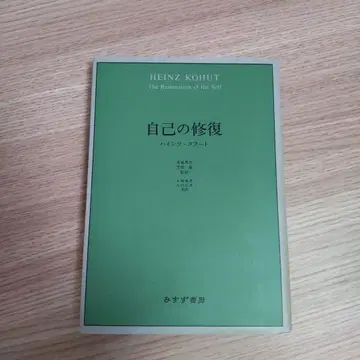 HEINZ KOHUT
The Restoration of the Self
自己の修復
ハインツ・コフート
みすず書房